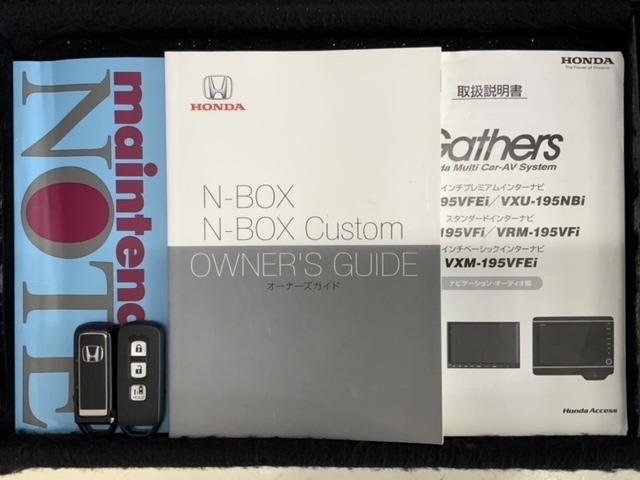 mainten
NOTE
HONDA
N-BOX
N-BOX Custom
OWNER'S GUIDE
オーナーズガイド
HOLD
HONDA
The Power of Dreams
取扱説明書
Gathers
da Multi Car-AV System
インチプレミアムインターナビ
195VFEi／VXU-195NBi
スタンダードインターナビ
195VFi／VRM-195VFi
インチベーシックインターナビ
VXM-195VFEi
ナビゲーション・オーディオ編
Honda Access